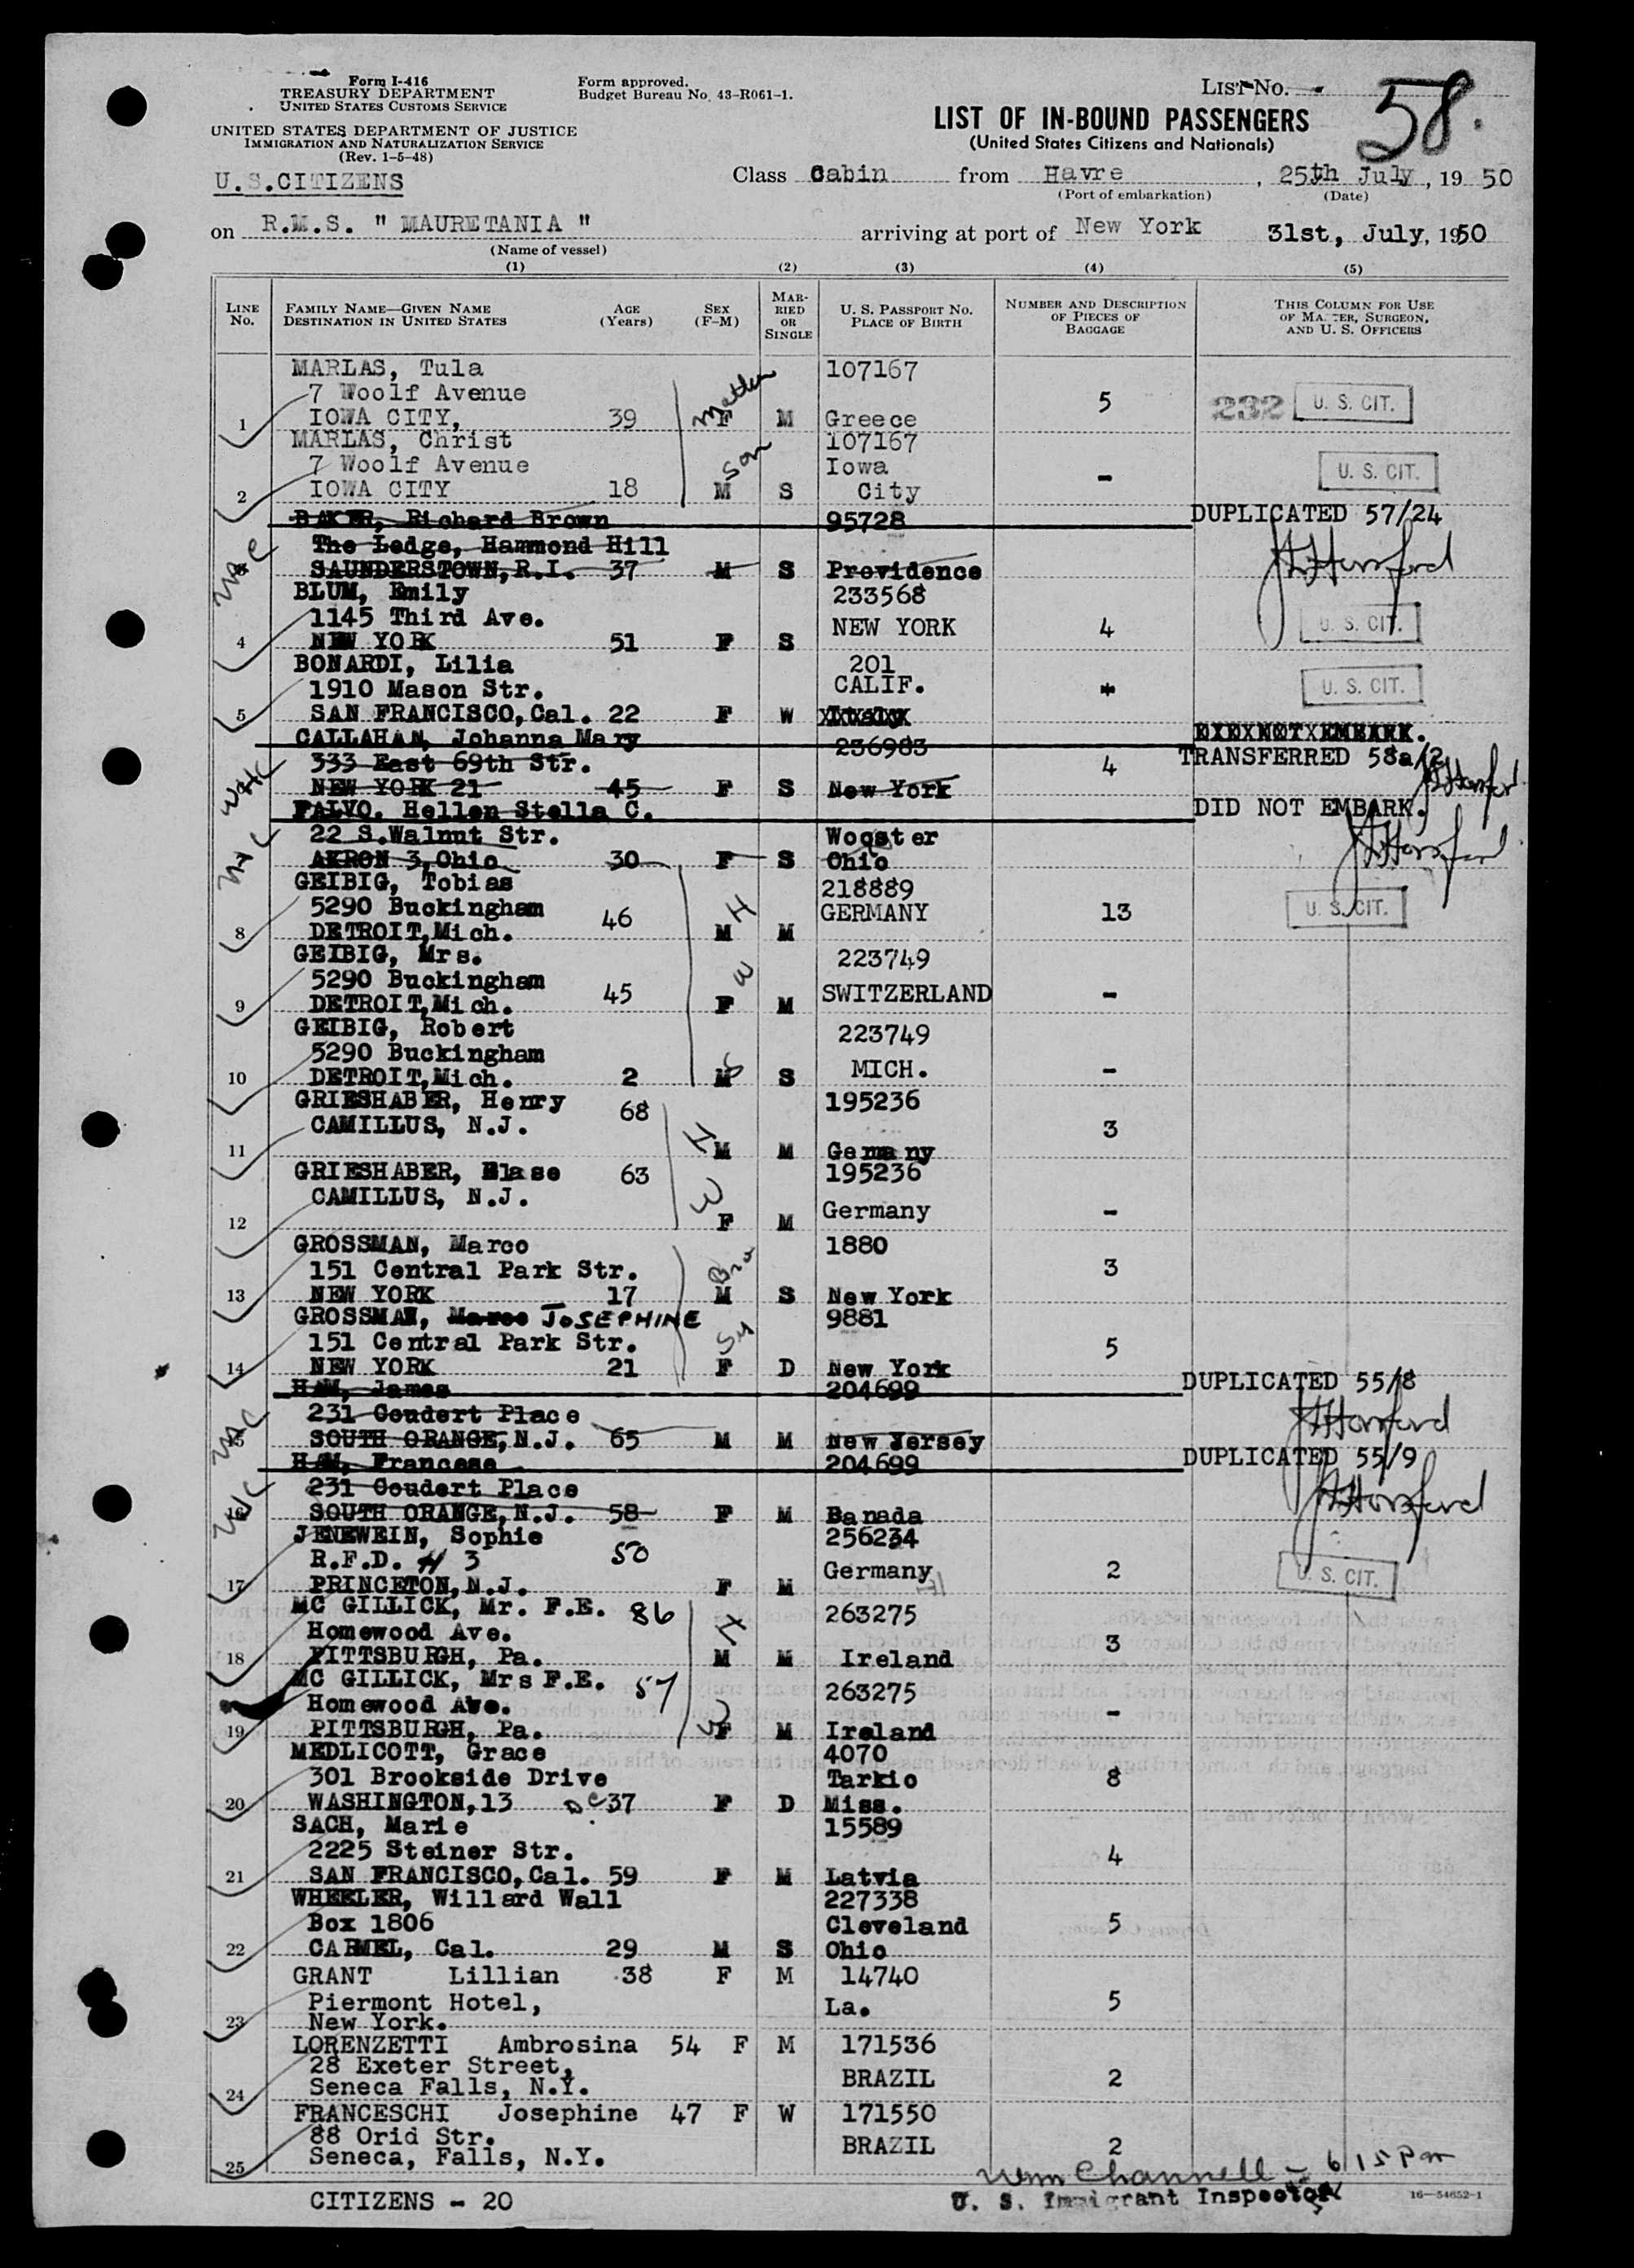 Form I-416
TREASURY DEPARTMENT
UNITED STATES CUSTOMS SERVICE
UNITED STATES DEPARTMENT OF JUSTICE
IMMIGRATION AND NATURALIZATION SERVICE
(Rev. 1-5-48)
U.S.CITIZENS
Form approved.
Budget Bureau No. 43-R061-1.
LIST No. 58.
LIST OF IN-BOUND PASSENGERS
(United States Citizens and Nationals)
Class Cabin from Havre, 25th July, 19 50
(Port of embarkation) (Date)
on R.M.S. " MAURETANIA " arriving at port of New York 31st, July, 1950
(Name of vessel)
(1) (2) (3) (4) (5)
LINE No. FAMILY NAME—GIVEN NAME DESTINATION IN UNITED STATES AGE (Years) SEX (F-M) MARRIED OR SINGLE U. S. PASSPORT No. PLACE OF BIRTH NUMBER AND DESCRIPTION OF PIECES OF BAGGAGE THIS COLUMN FOR USE OF MASTER, SURGEON, AND U. S. OFFICERS
MARLAS, Tula 107167
7 Woolf Avenue mother 5 232 U. S. CIT.
1 IOWA CITY, 39 F M Greece
MARLAS, Christ 107167
7 Woolf Avenue son Iowa - U. S. CIT.
2 IOWA CITY 18 M S City
BAKER, Richard Brown 95728 DUPLICATED 57/24
The Ledge, Hammond Hill
SAUNDERSTOWN, R.I. 37 M S Providence
BLUM, Emily 233568
1145 Third Ave. NEW YORK 4 U. S. CIT.
4 NEW YORK 51 F S
BONARDI, Lilia 201
1910 Mason Str. CALIF. U. S. CIT.
5 SAN FRANCISCO, Cal. 22 F W Italy
DID NOT EMBARK.
CALLAHAN, Johanna Mary 236983
333 East 69th Str. 4 TRANSFERRED 58a/2
NEW YORK 21 45 F S New York
FALVO, Hellen Stella C. DID NOT EMBARK.
22 S.Walnut Str. Wooster
AKRON 3, Ohio 30 F S Ohio
GEIBIG, Tobias 218889
5290 Buckingham 46 H GERMANY 13 U. S. CIT.
8 DETROIT, Mich. M M
GEIBIG, Mrs. 223749
5290 Buckingham 45 W SWITZERLAND -
9 DETROIT, Mich. F M
GEIBIG, Robert 223749
5290 Buckingham S MICH. -
10 DETROIT, Mich. 2 M S
GRIESHABER, Henry 68 195236
CAMILLUS, N.J. H 3
11 M M Germany
GRIESHABER, Elase 63 195236
CAMILLUS, N.J. W Germany -
12 F M
GROSSMAN, Marco 1880
151 Central Park Str. Bro 3
13 NEW YORK 17 M S New York
GROSSMAN, Marco JOSEPHINE 9881
151 Central Park Str. 5
14 NEW YORK 21 F D New York
HAM, James 204699 DUPLICATED 55/8
231 Coudert Place
15 SOUTH ORANGE, N.J. 65 M M New Jersey
HAM, Francese 204699 DUPLICATED 55/9
231 Coudert Place
16 SOUTH ORANGE, N.J. 58 F M Banada
JENEWEIN, Sophie 256234
R.F.D. # 3 50 Germany 2 U. S. CIT.
17 PRINCETON, N.J. F M
MC GILLICK, Mr. F.E. 86 263275
Homewood Ave. H 3
18 PITTSBURGH, Pa. M M Ireland
MC GILLICK, Mrs F.E. 57 263275
Homewood Ave. W -
19 PITTSBURGH, Pa. F M Ireland
MEDLICOTT, Grace 4070
301 Brookside Drive Tarkio 8
20 WASHINGTON, 13 DC 37 F D Miss.
SACH, Marie 15589
2225 Steiner Str. 4
21 SAN FRANCISCO, Cal. 59 F M Latvia
WHEELER, Willard Wall 227338
Box 1806 Cleveland 5
22 CARMEL, Cal. 29 M S Ohio
GRANT Lillian 38 F M 14740
Piermont Hotel, La. 5
23 New York.
LORENZETTI Ambrosina 54 F M 171536
28 Exeter Street, BRAZIL 2
24 Seneca Falls, N.Y.
FRANCESCHI Josephine 47 F W 171550
88 Orid Str. BRAZIL 2
25 Seneca, Falls, N.Y.
Wm Channell - 615 Pm
CITIZENS - 20 U. S. Immigrant Inspector 16-54652-1